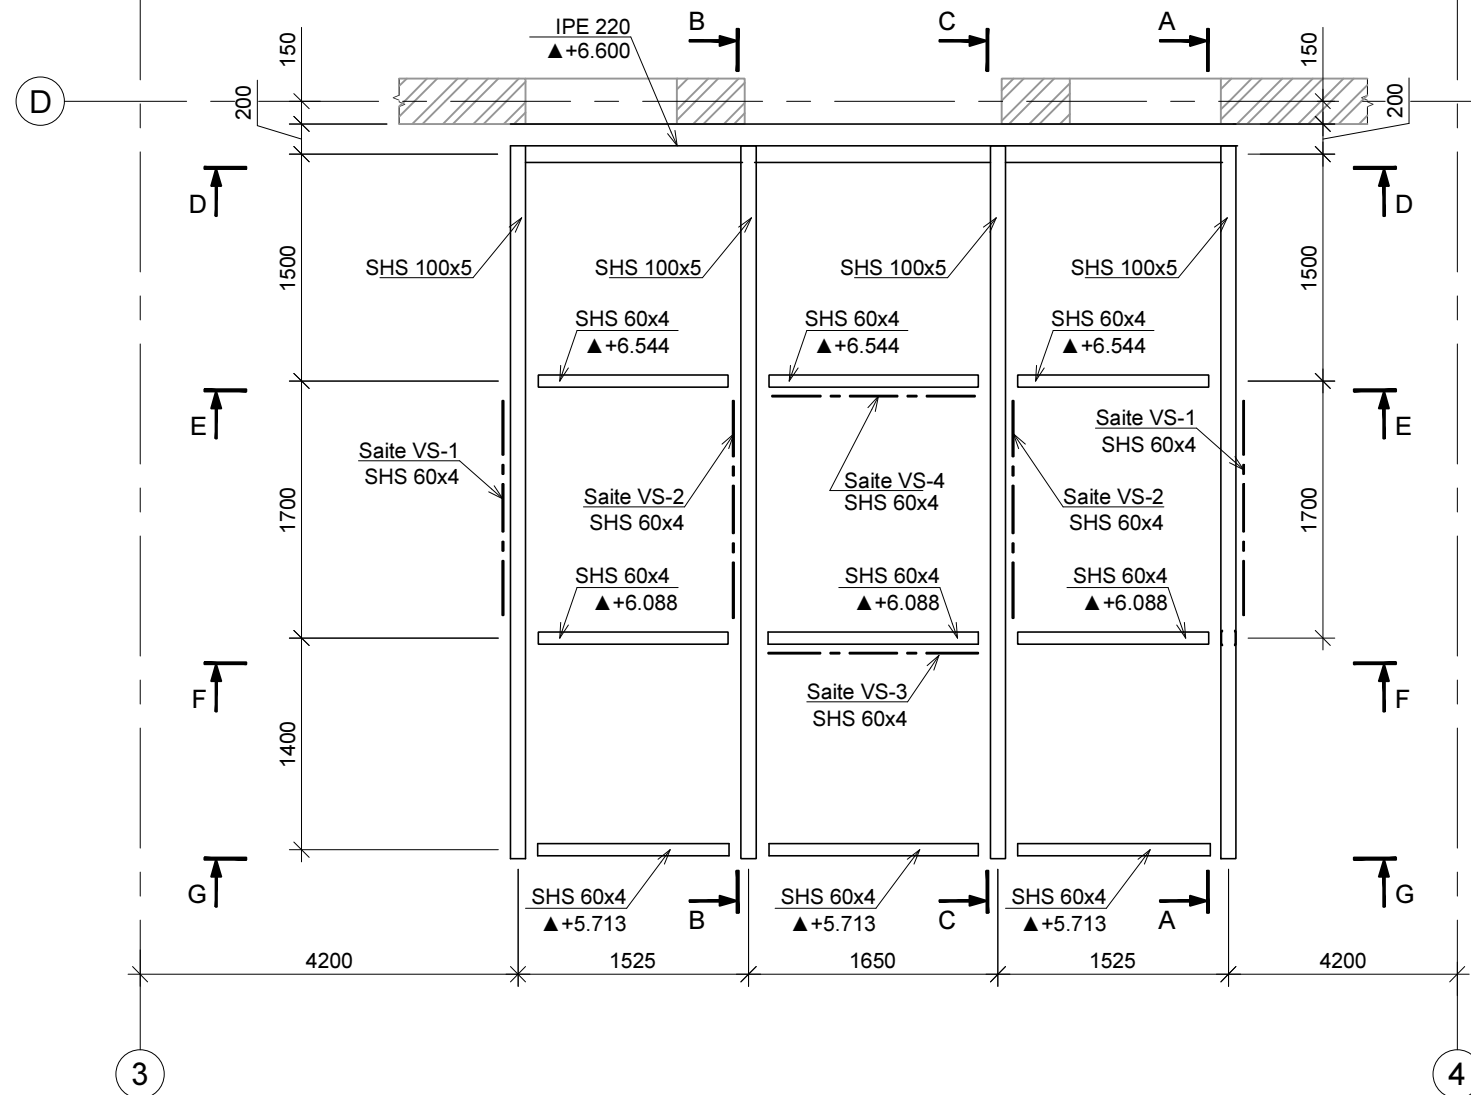 B
C
A
IPE 220
▲+6.600
150
150
D
200
200
D
D
SHS 100x5
SHS 100x5
SHS 100x5
SHS 100x5
1500
1500
SHS 60x4
▲+6.544
SHS 60x4
▲+6.544
SHS 60x4
▲+6.544
E
E
Saite VS-1
SHS 60x4
Saite VS-2
SHS 60x4
Saite VS-4
SHS 60x4
Saite VS-2
SHS 60x4
Saite VS-1
SHS 60x4
1700
1700
SHS 60x4
▲+6.088
SHS 60x4
▲+6.088
SHS 60x4
▲+6.088
F
F
Saite VS-3
SHS 60x4
1400
G
G
SHS 60x4
▲+5.713
SHS 60x4
▲+5.713
SHS 60x4
▲+5.713
B
C
A
4200
1525
1650
1525
4200
3
4